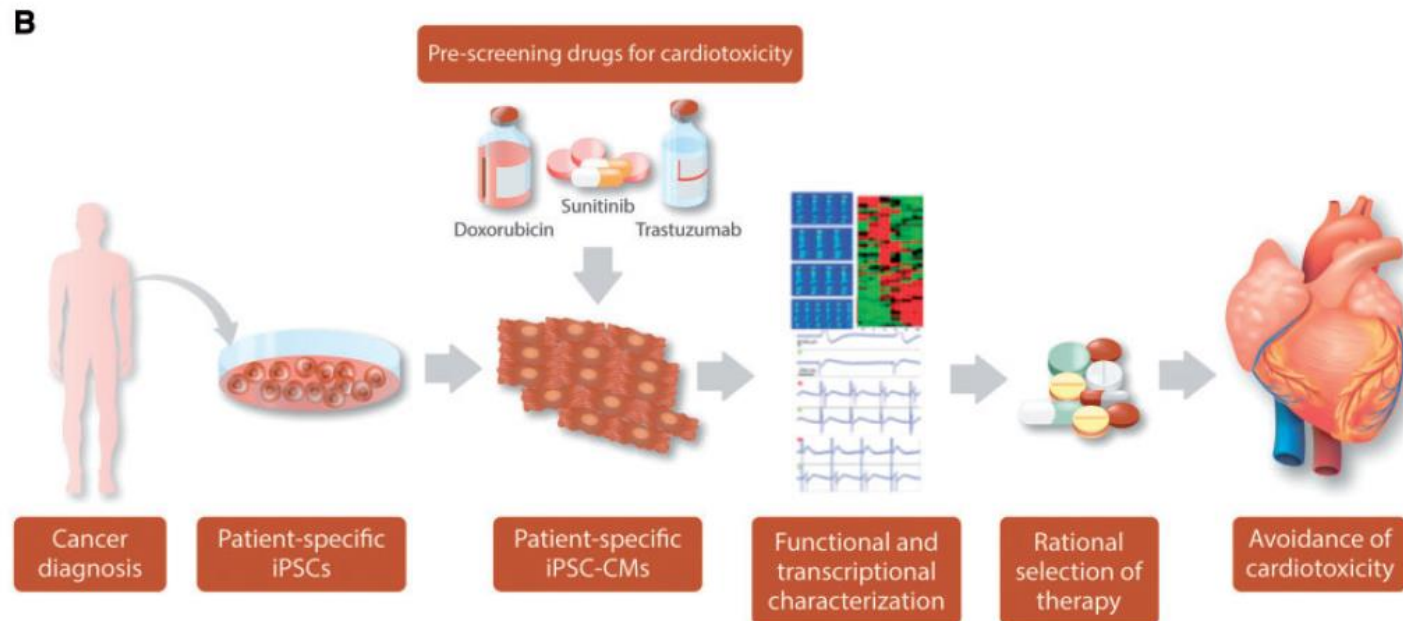 B
Pre-screening drugs for cardiotoxicity
Sunitinib
Doxorubicin
Trastuzumab
Cancer
diagnosis
Patient-specific
iPSCs
Patient-specific
iPSC-CMs
Functional and
transcriptional
characterization
Rational
selection of
therapy
Avoidance of
cardiotoxicity